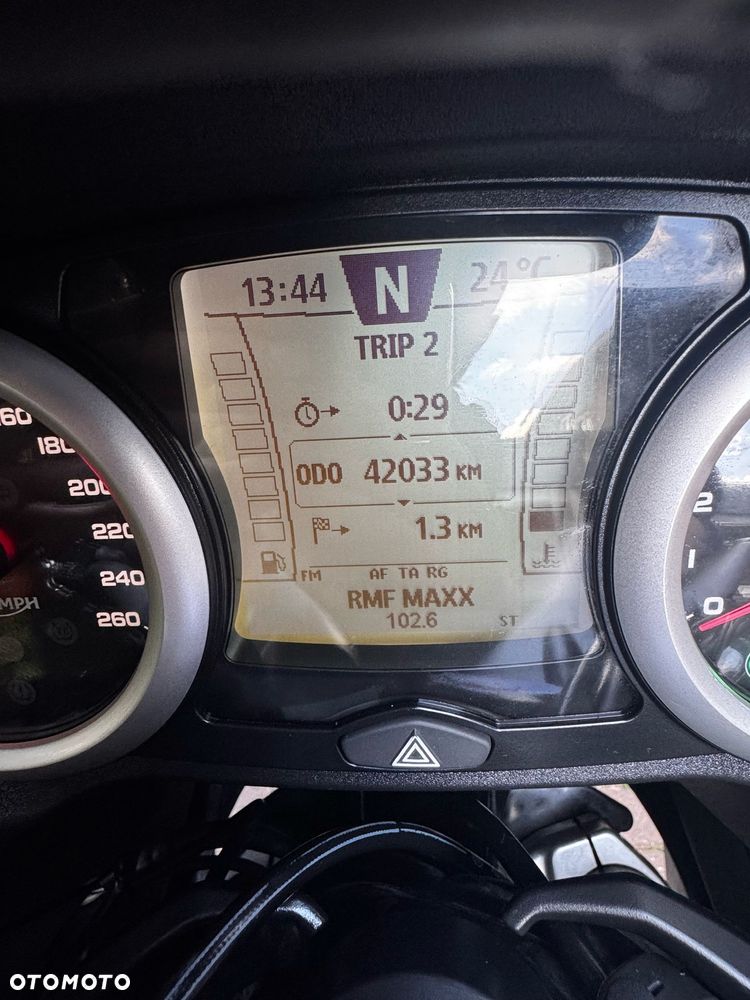 13:44 N 24°C
TRIP 2
0:29
ODO 42033 KM
1.3 KM
FM AF TA RG
RMF MAXX
102.6 ST
160
180
200
220
240
260
MPH
2
1
0
OTOMOTO